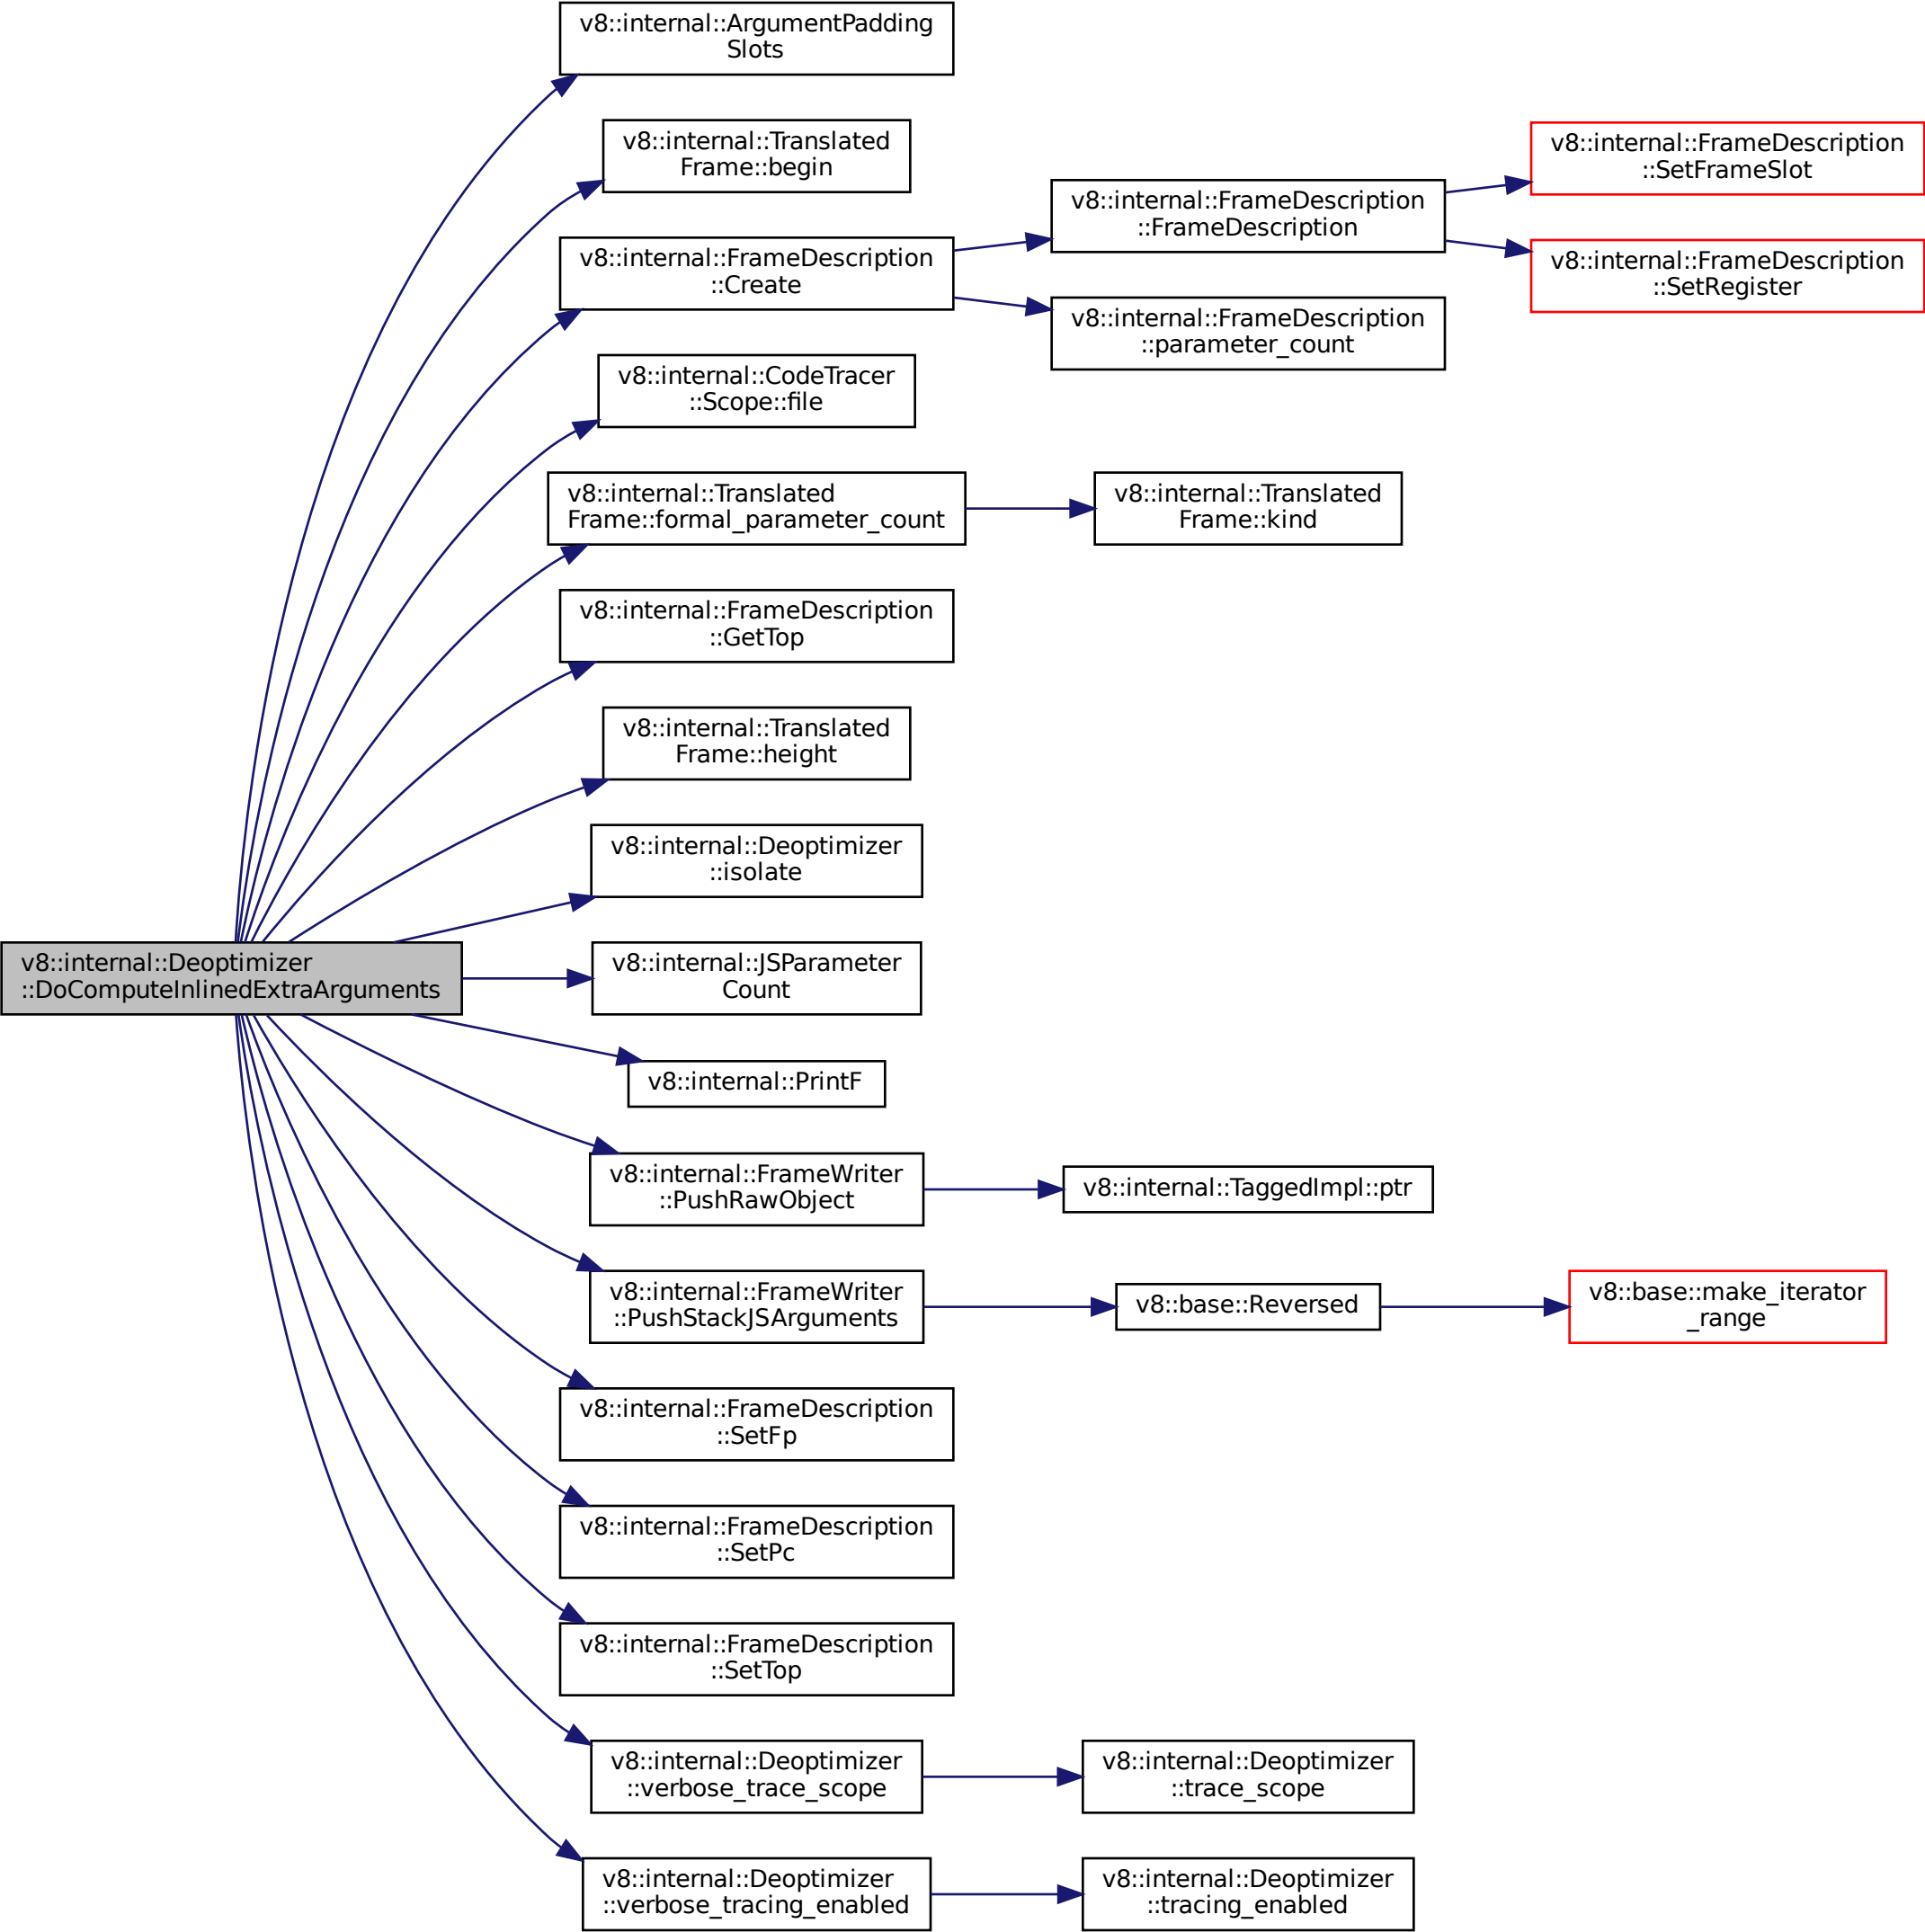 v8::internal::ArgumentPadding
Slots
v8::internal::Translated
Frame::begin
v8::internal::FrameDescription
::SetFrameSlot
v8::internal::FrameDescription
::FrameDescription
v8::internal::FrameDescription
::SetRegister
v8::internal::FrameDescription
::Create
v8::internal::FrameDescription
::parameter_count
v8::internal::CodeTracer
::Scope::file
v8::internal::Translated
Frame::formal_parameter_count
v8::internal::Translated
Frame::kind
v8::internal::FrameDescription
::GetTop
v8::internal::Translated
Frame::height
v8::internal::Deoptimizer
::isolate
v8::internal::Deoptimizer
::DoComputeInlinedExtraArguments
v8::internal::JSParameter
Count
v8::internal::PrintF
v8::internal::FrameWriter
::PushRawObject
v8::internal::TaggedImpl::ptr
v8::internal::FrameWriter
::PushStackJSArguments
v8::base::Reversed
v8::base::make_iterator
_range
v8::internal::FrameDescription
::SetFp
v8::internal::FrameDescription
::SetPc
v8::internal::FrameDescription
::SetTop
v8::internal::Deoptimizer
::verbose_trace_scope
v8::internal::Deoptimizer
::trace_scope
v8::internal::Deoptimizer
::verbose_tracing_enabled
v8::internal::Deoptimizer
::tracing_enabled